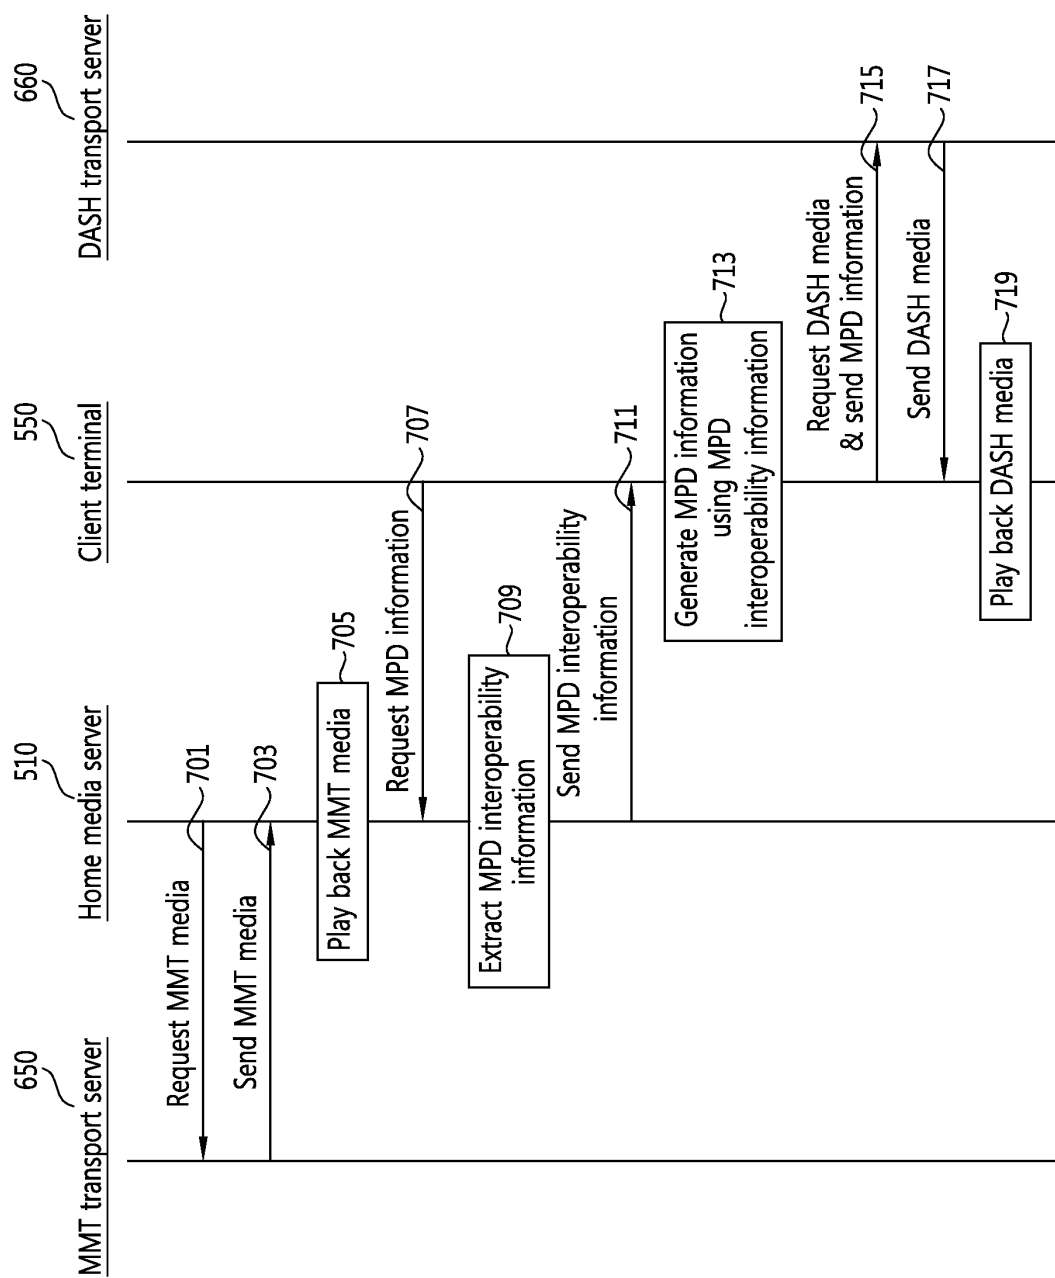 650
MMT transport server
510
Home media server
550
Client terminal
660
DASH transport server
Request MMT media
701
Send MMT media
703
Play back MMT media
705
Request MPD information
707
Extract MPD interoperability
information
709
Send MPD interoperability
information
711
Generate MPD information
using MPD
interoperability information
713
Request DASH media
& send MPD information
715
Send DASH media
717
Play back DASH media
719